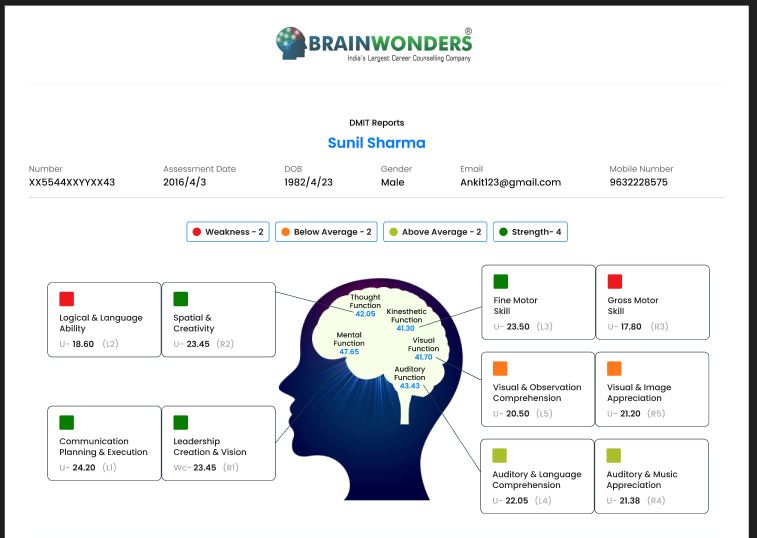 BRAINWONDERS®
India's Largest Career Counselling Company
DMIT Reports
Sunil Sharma
Number
XX5544XXYYXX43
Assessment Date
2016/4/3
DOB
1982/4/23
Gender
Male
Email
Ankit123@gmail.com
Mobile Number
9632228575
Weakness - 2
Below Average - 2
Above Average - 2
Strength- 4
Logical & Language
Ability
U- 18.60 (L2)
Spatial &
Creativity
U- 23.45 (R2)
Communication
Planning & Execution
U- 24.20 (L1)
Leadership
Creation & Vision
Wc- 23.45 (R1)
Thought
Function
42.05
Kinesthetic
Function
41.30
Mental
Function
47.65
Visual
Function
41.70
Auditory
Function
43.43
Fine Motor
Skill
U- 23.50 (L3)
Gross Motor
Skill
U- 17.80 (R3)
Visual & Observation
Comprehension
U- 20.50 (L5)
Visual & Image
Appreciation
U- 21.20 (R5)
Auditory & Language
Comprehension
U- 22.05 (L4)
Auditory & Music
Appreciation
U- 21.38 (R4)